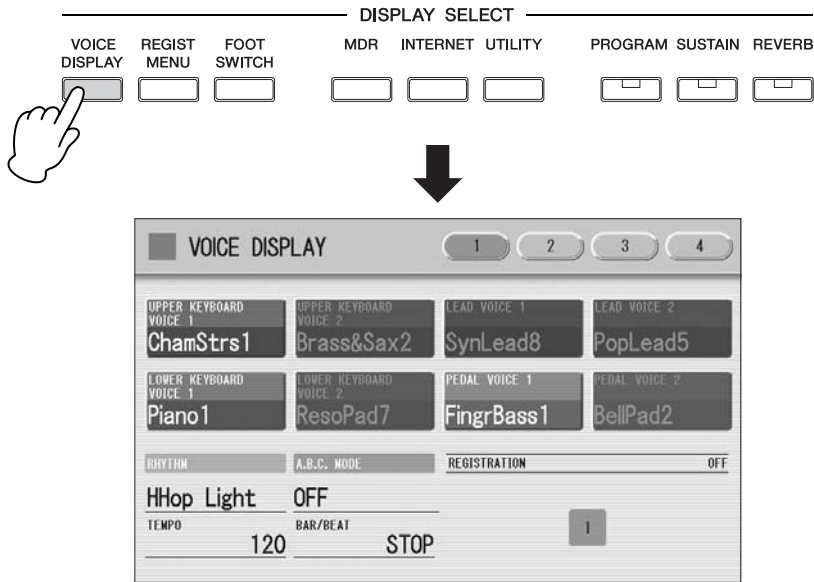 DISPLAY SELECT
VOICE DISPLAY
REGIST MENU
FOOT SWITCH
MDR
INTERNET
UTILITY
PROGRAM
SUSTAIN
REVERB
VOICE DISPLAY
1
2
3
4
UPPER KEYBOARD VOICE 1
ChamStrs1
UPPER KEYBOARD VOICE 2
Brass&Sax2
LEAD VOICE 1
SynLead8
LEAD VOICE 2
PopLead5
LOWER KEYBOARD VOICE 1
Piano1
LOWER KEYBOARD VOICE 2
ResoPad7
PEDAL VOICE 1
FingrBass1
PEDAL VOICE 2
BellPad2
RHYTHM
HHop Light
A.B.C. MODE
OFF
REGISTRATION
OFF
TEMPO
120
BAR/BEAT
STOP
1